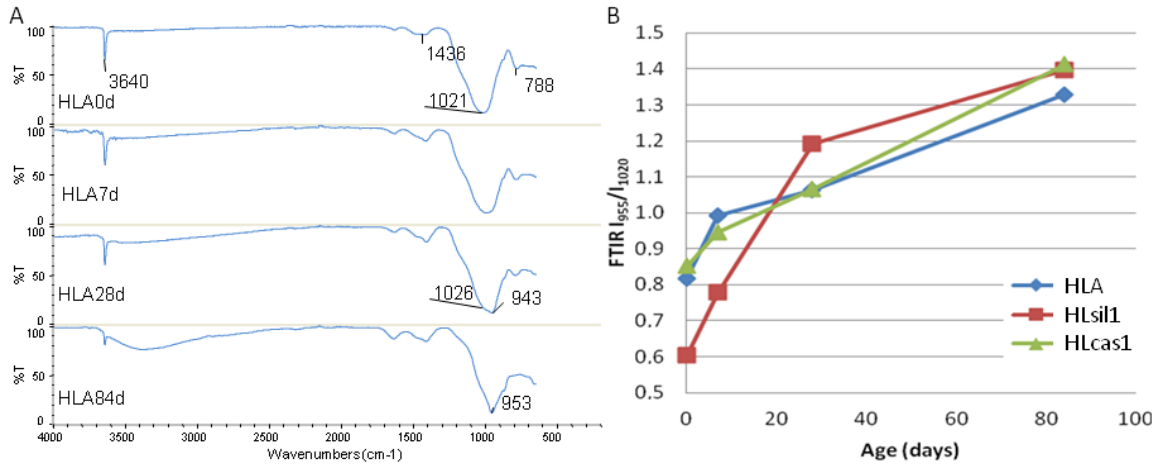 A
100
%T
50
0
3640
1436
1021
788
HLA0d
100
%T
50
0
HLA7d
100
%T
50
0
1026
943
HLA28d
100
%T
50
0
953
HLA84d
4000
3500
3000
2500
2000
1500
1000
500
Wavenumbers (cm-1)
B
1.5
1.4
1.3
1.2
1.1
1.0
0.9
0.8
0.7
0.6
0.5
FTIR I955/I1020
HLA
HLsil1
HLcas1
0
20
40
60
80
100
Age (days)